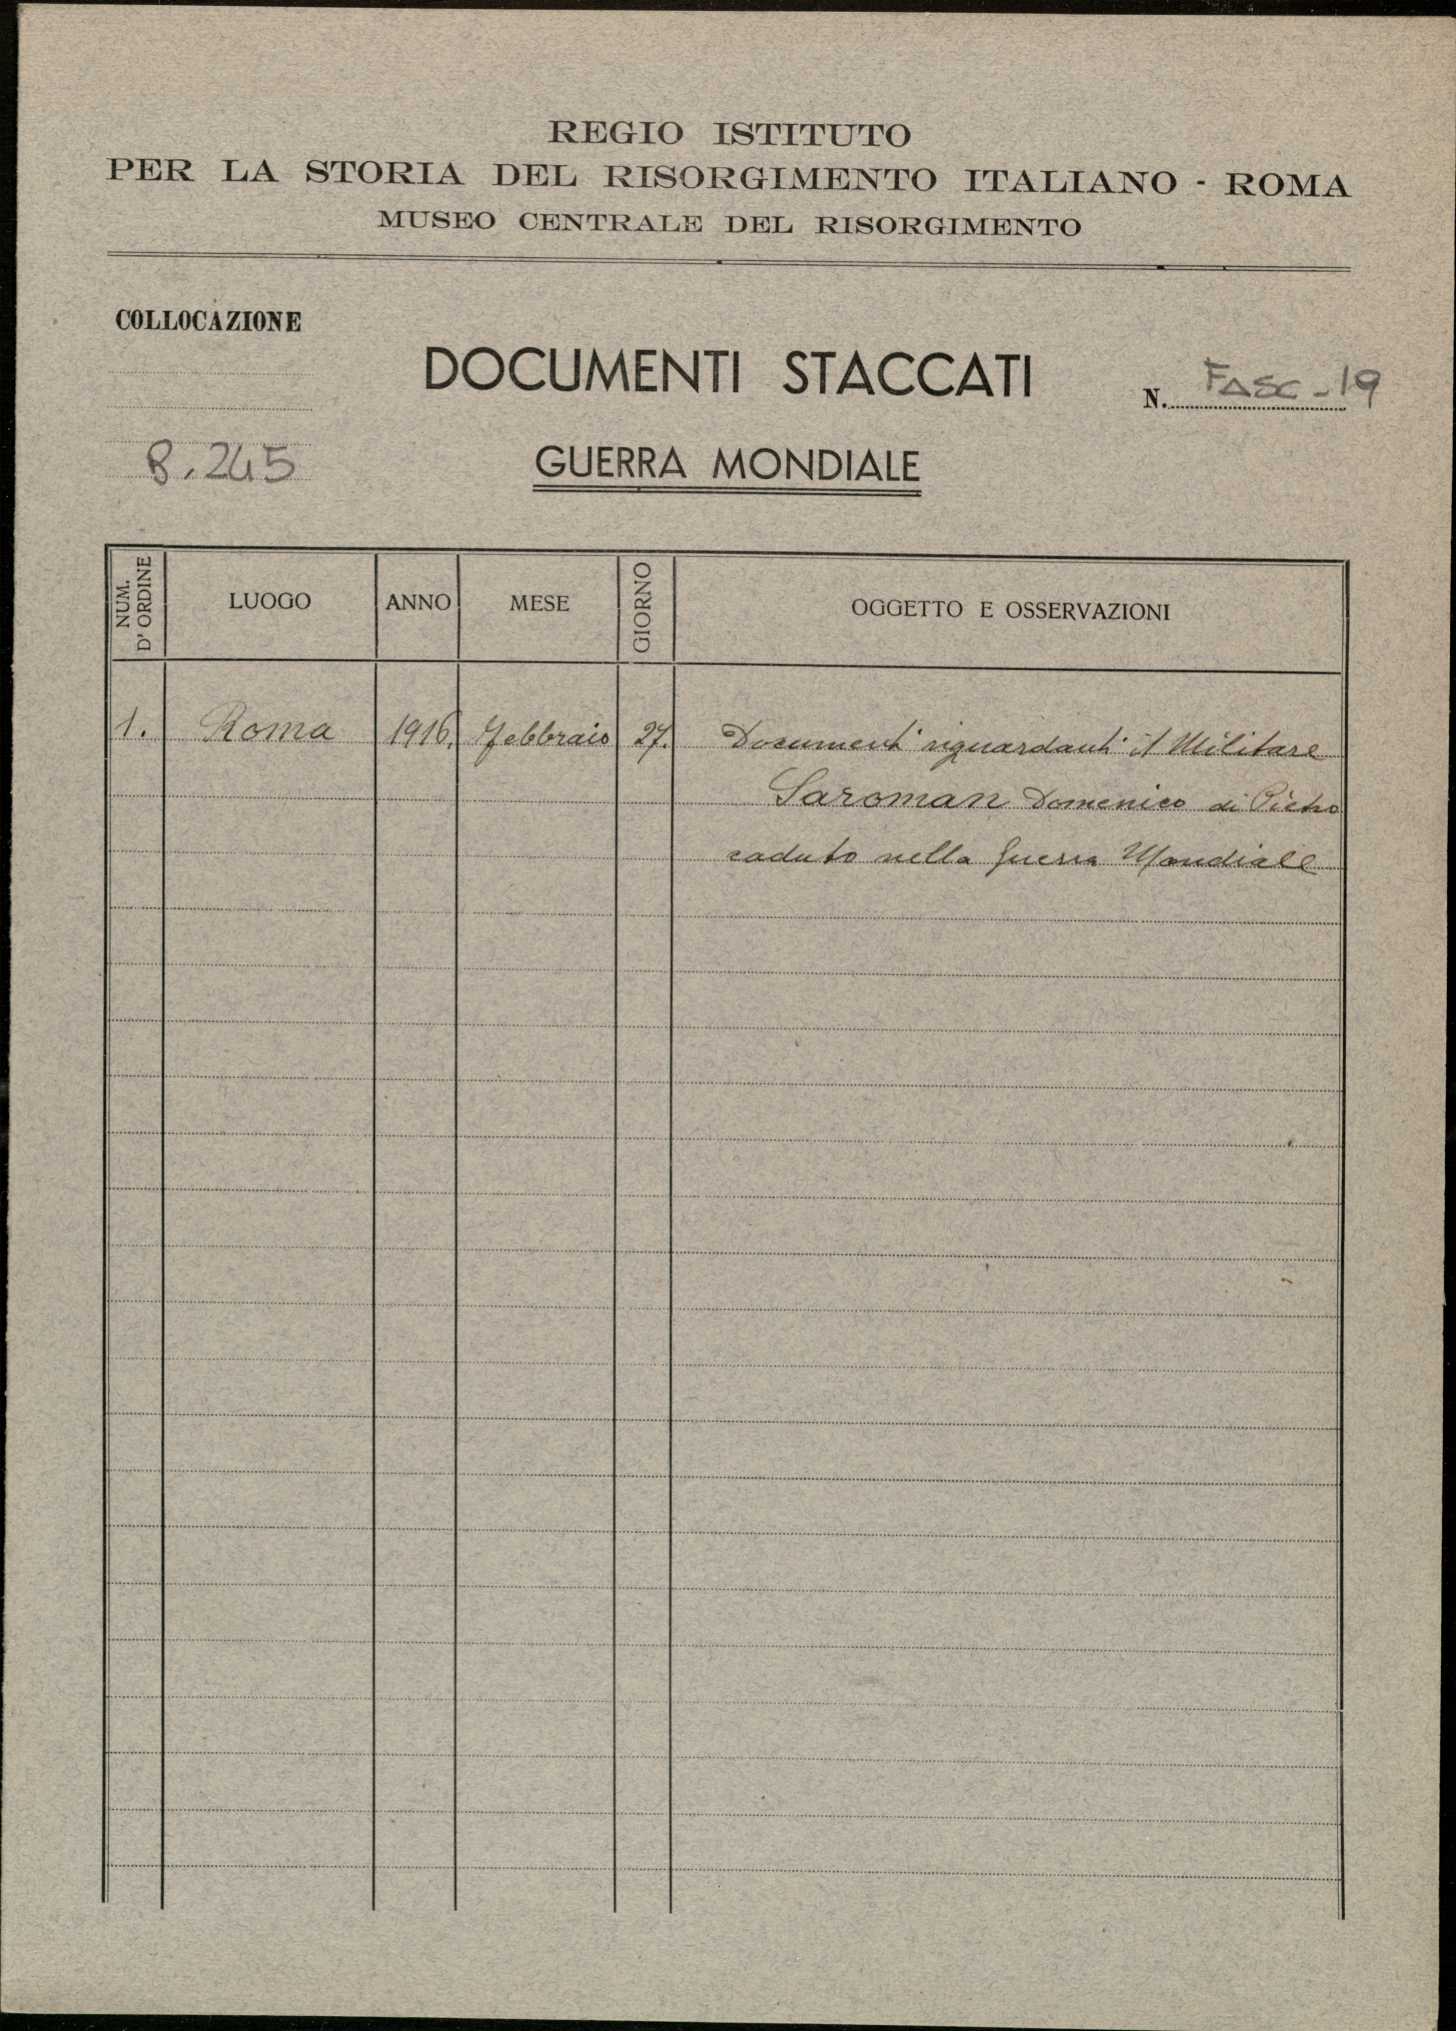 REGIO ISTITUTO
PER LA STORIA DEL RISORGIMENTO ITALIANO - ROMA
MUSEO CENTRALE DEL RISORGIMENTO
COLLOCAZIONE
DOCUMENTI STACCATI
N. FASC - 19
B. 245
GUERRA MONDIALE
NUM. D' ORDINE LUOGO ANNO MESE GIORNO OGGETTO E OSSERVAZIONI
1. Roma 1916. Febbraio 27. Documenti riguardanti il Militare
Saroman Domenico di Pietro
caduto nella Guerra Mondiale